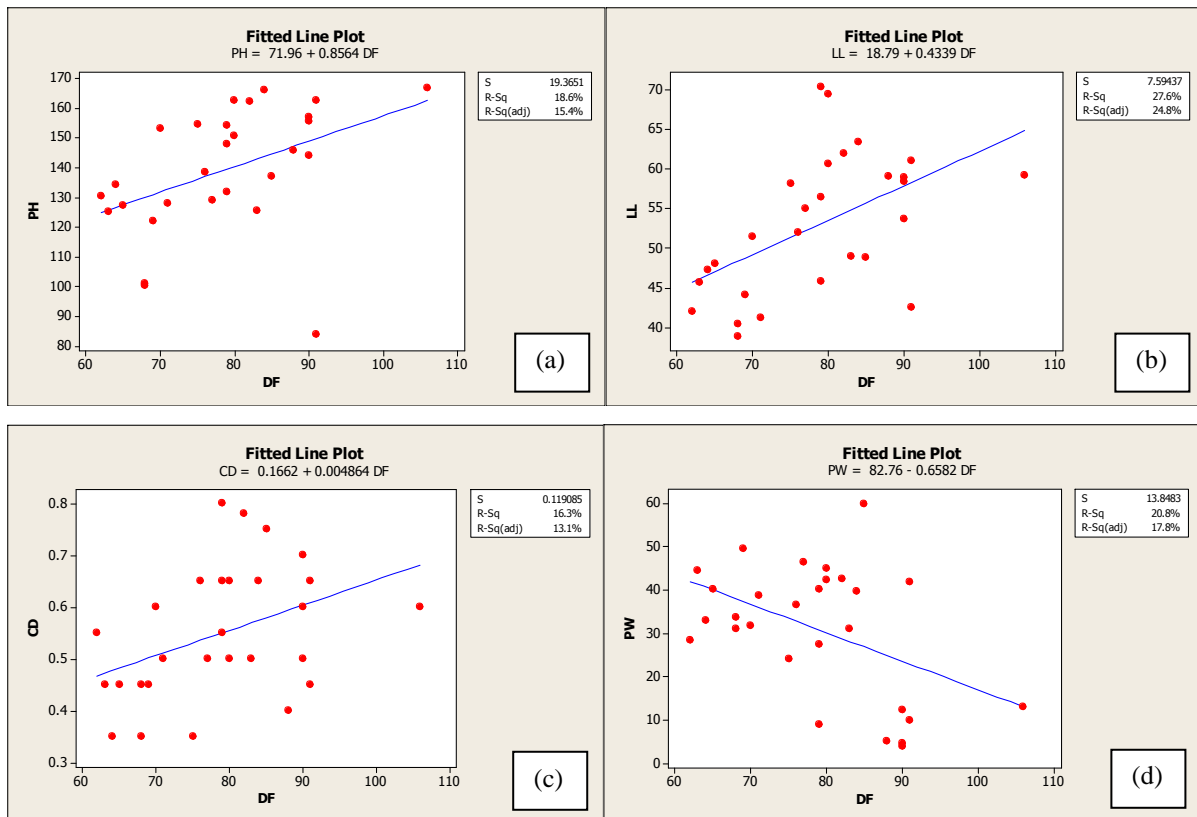 Fitted Line Plot
PH = 71.96 + 0.8564 DF
S 19.3651
R-Sq 18.6%
R-Sq(adj) 15.4%
170
160
150
140
130
120
110
100
90
80
PH
60 70 80 90 100 110
DF
(a)
Fitted Line Plot
LL = 18.79 + 0.4339 DF
S 7.59437
R-Sq 27.6%
R-Sq(adj) 24.8%
70
65
60
55
50
45
40
LL
60 70 80 90 100 110
DF
(b)
Fitted Line Plot
CD = 0.1662 + 0.004864 DF
S 0.119085
R-Sq 16.3%
R-Sq(adj) 13.1%
0.8
0.7
0.6
0.5
0.4
0.3
CD
60 70 80 90 100 110
DF
(c)
Fitted Line Plot
PW = 82.76 - 0.6582 DF
S 13.8483
R-Sq 20.8%
R-Sq(adj) 17.8%
60
50
40
30
20
10
0
PW
60 70 80 90 100 110
DF
(d)